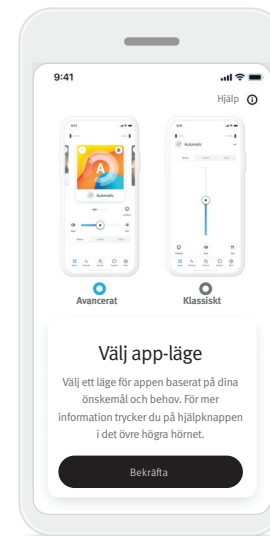 9:41
Hjälp
Automatic
A
Automatic
Avancerat
Klassiskt
Välj app-läge
Välj ett läge för appen baserat på dina
önskemål och behov. För mer
information trycker du på hjälpknappen
i det övre högra hörnet.
Bekräfta